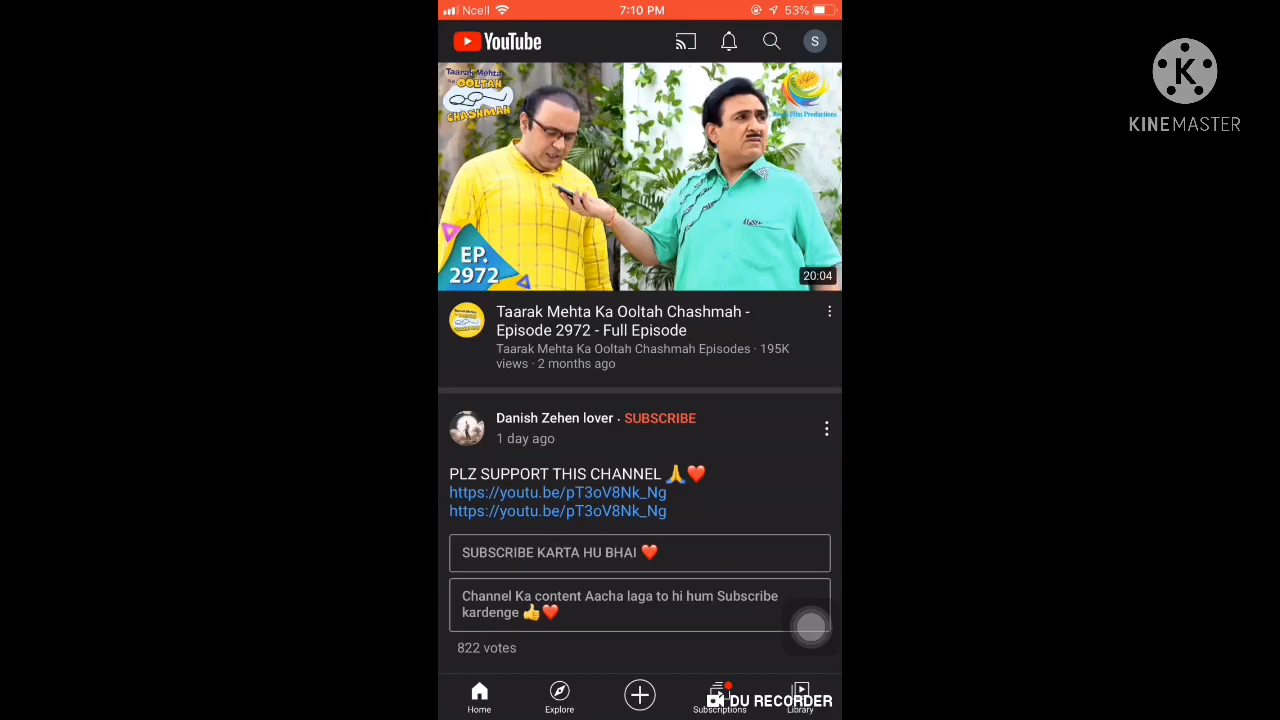 Ncell
7:10 PM
53%
YouTube
S
K
KINEMASTER
Taarak Mehta
Ka OOLTAH
CHASHMAH
Neela Film Productions
EP.
2972
20:04
Taarak Mehta Ka Ooltah Chashmah -
Episode 2972 - Full Episode
Taarak Mehta Ka Ooltah Chashmah Episodes · 195K
views · 2 months ago
Danish Zehen lover · SUBSCRIBE
1 day ago
PLZ SUPPORT THIS CHANNEL 🙏❤️
https://youtu.be/pT3oV8Nk_Ng
https://youtu.be/pT3oV8Nk_Ng
SUBSCRIBE KARTA HU BHAI ❤️
Channel Ka content Aacha laga to hi hum Subscribe
kardenge 👍❤️
822 votes
DU RECORDER
Home
Explore
Subscriptions
Library